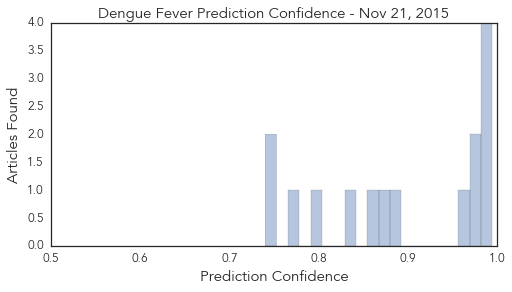 Dengue Fever Prediction Confidence - Nov 21, 2015
4.0
3.5
3.0
2.5
2.0
1.5
1.0
0.5
0.0
Articles Found
0.5 0.6 0.7 0.8 0.9 1.0
Prediction Confidence